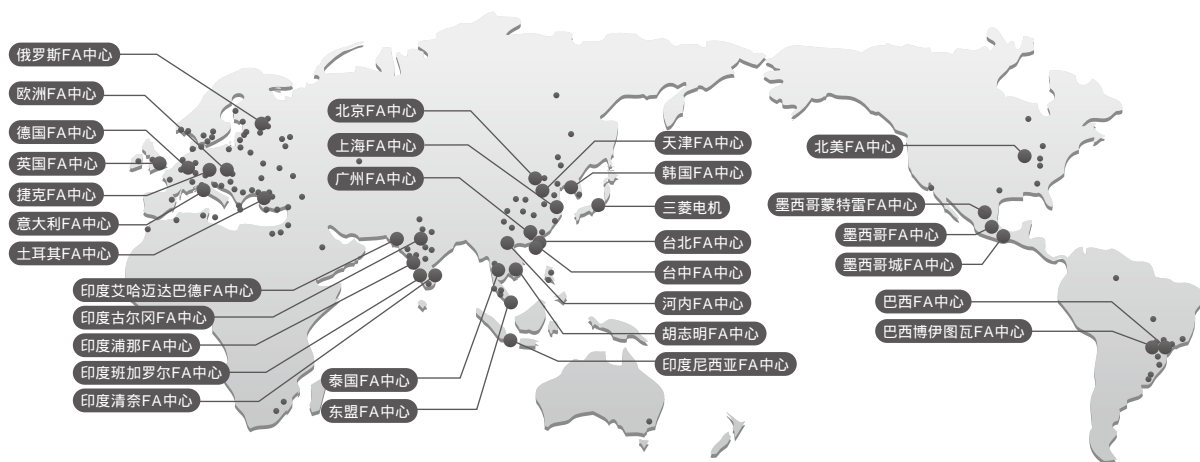 俄罗斯FA中心
欧洲FA中心
德国FA中心
英国FA中心
捷克FA中心
意大利FA中心
土耳其FA中心
印度艾哈迈达巴德FA中心
印度古尔冈FA中心
印度浦那FA中心
印度班加罗尔FA中心
印度清奈FA中心
北京FA中心
上海FA中心
广州FA中心
泰国FA中心
东盟FA中心
天津FA中心
韩国FA中心
三菱电机
台北FA中心
台中FA中心
河内FA中心
胡志明FA中心
印度尼西亚FA中心
北美FA中心
墨西哥蒙特雷FA中心
墨西哥FA中心
墨西哥城FA中心
巴西FA中心
巴西博伊图瓦FA中心